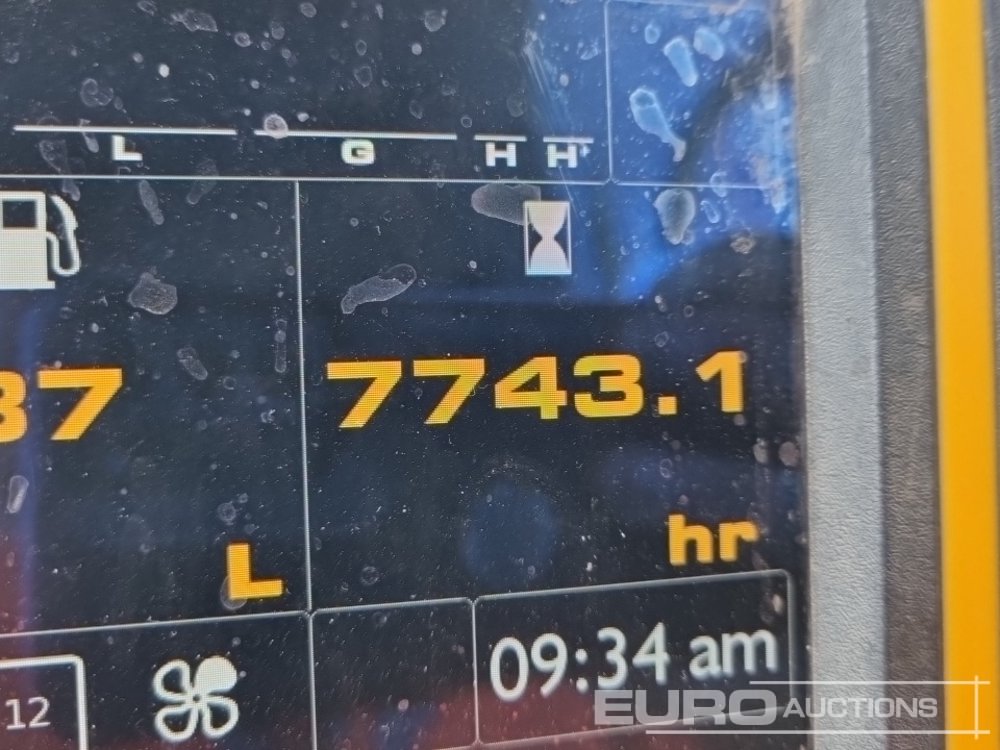 L G H H+
37 7743.1
L hr
12 09:34 am
EURO AUCTIONS